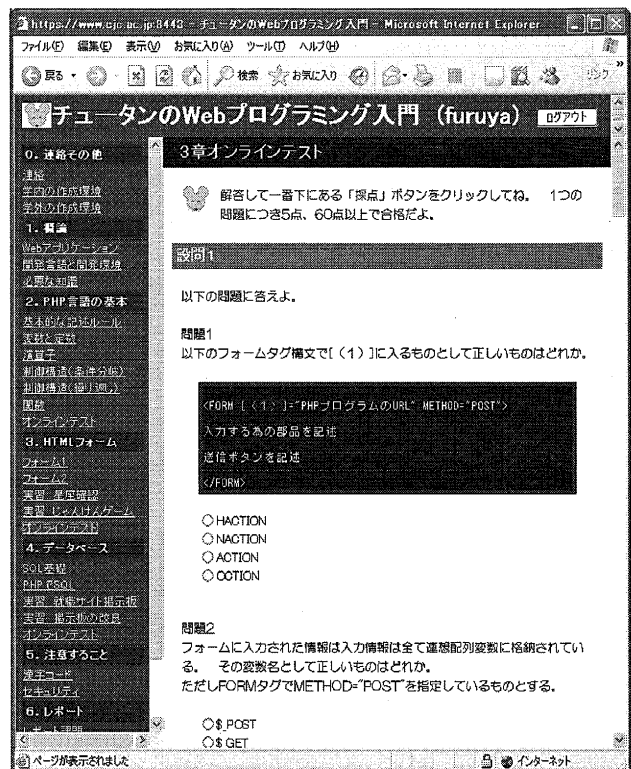 https://www.cjc.ac.jp:8443 - チュータンのWebプログラミング入門 - Microsoft Internet Explorer
ファイル(F) 編集(E) 表示(V) お気に入り(A) ツール(T) ヘルプ(H)
戻る 検索 お気に入り リンク
チュータンのWebプログラミング入門 (furuya) ログアウト
0. 連絡その他
連絡
学内の作成環境
学外の作成環境
1. 概論
Webアプリケーション
開発言語と開発環境
必要な知識
2. PHP言語の基本
基本的な記述ルール
変数と定数
演算子
制御構造(条件分岐)
制御構造(繰り返し)
関数
オンラインテスト
3. HTMLフォーム
フォーム1
フォーム2
実習 星座確認
実習 じゃんけんゲーム
オンラインテスト
4. データベース
SQL基礎
PHP PSQL
実習 就職サイト掲示板
実習 掲示板の改良
オンラインテスト
5. 注意すること
漢字コード
セキュリティ
6. レポート
レポート課題
3章オンラインテスト
解答して一番下にある「採点」ボタンをクリックしてね。 1つの
問題につき5点、60点以上で合格だよ。
設問1
以下の問題に答えよ。
問題1
以下のフォームタグ構文で[（1）]に入るものとして正しいものはどれか。
<FORM [（1）]="PHPプログラムのURL" METHOD="POST">
入力する為の部品を記述
送信ボタンを記述
</FORM>
HACTION
NACTION
ACTION
OCTION
問題2
フォームに入力された情報は入力情報は全て連想配列変数に格納されてい
る。 その変数名として正しいものはどれか。
ただしFORMタグでMETHOD="POST"を指定しているものとする。
$_POST
$_GET
ページが表示されました インターネット